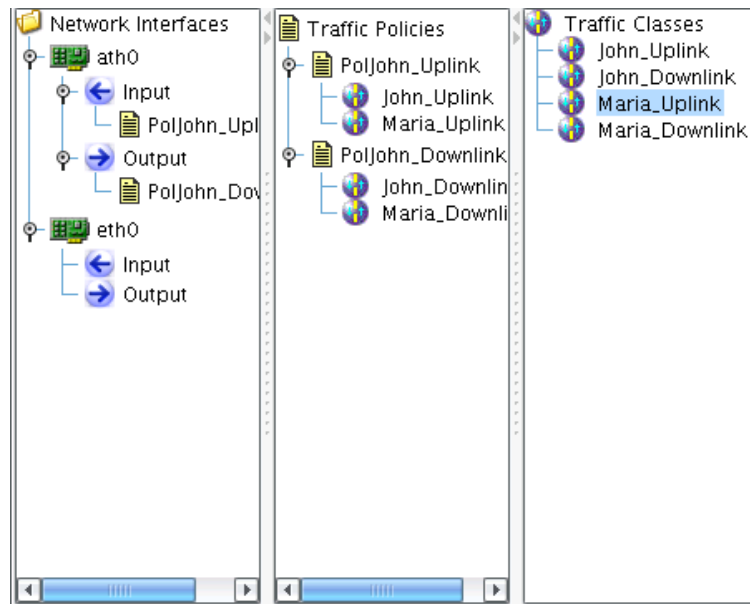 Network Interfaces
ath0
Input
PolJohn_Upl
Output
PolJohn_Dov
eth0
Input
Output
Traffic Policies
PolJohn_Uplink
John_Uplink
Maria_Uplink
PolJohn_Downlink
John_Downlin
Maria_Downli
Traffic Classes
John_Uplink
John_Downlink
Maria_Uplink
Maria_Downlink